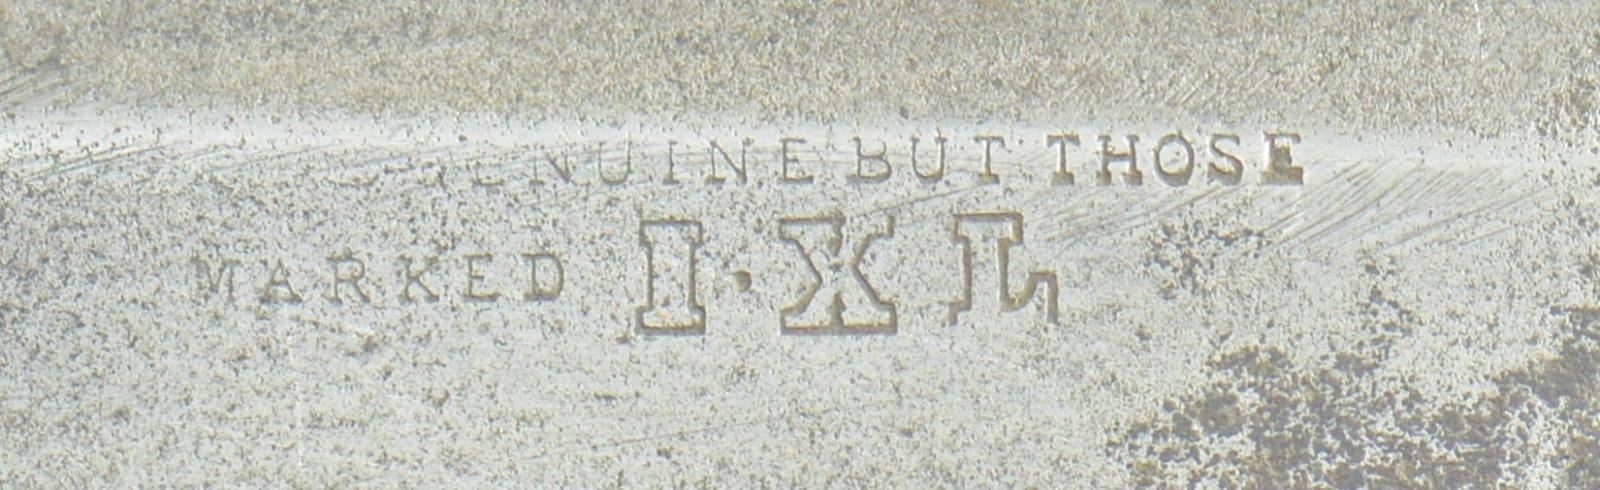 GENUINE BUT THOSE
MARKED I·XL